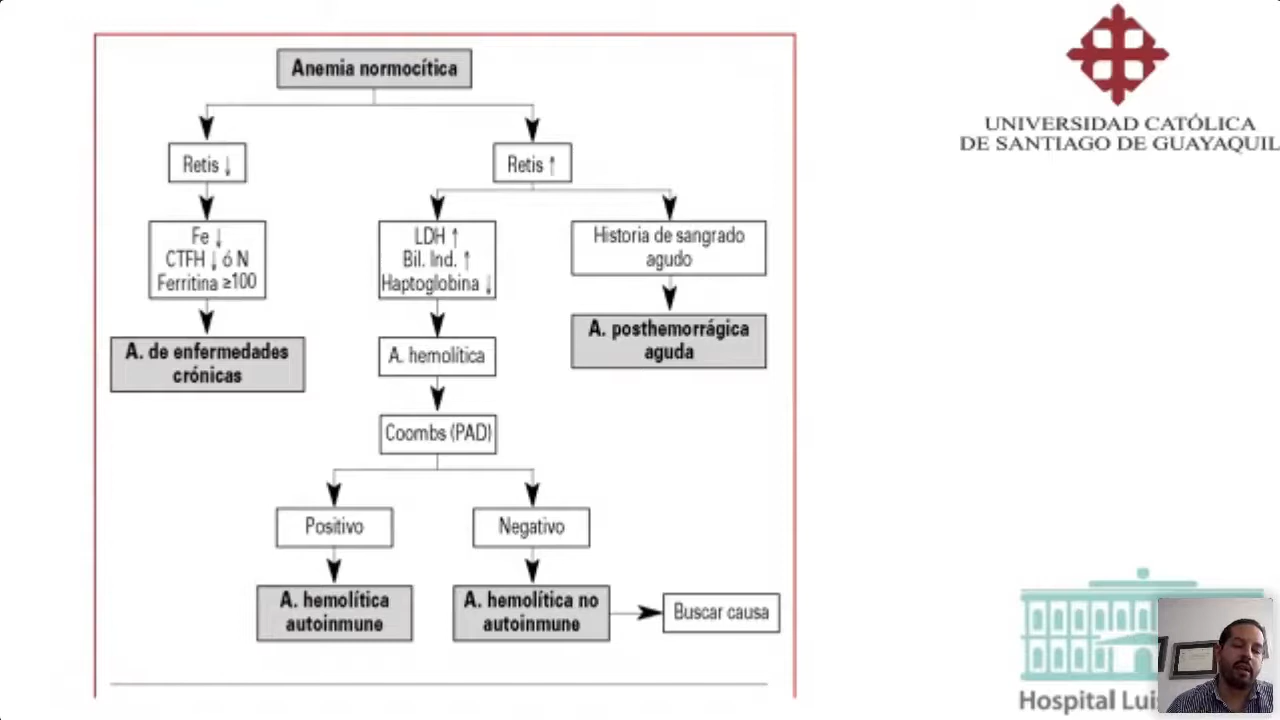 Anemia normocítica
Retis ↓
Retis ↑
Fe ↓
CTFH ↓ ó N
Ferritina ≥100
LDH ↑
Bil. Ind. ↑
Haptoglobina ↓
Historia de sangrado
agudo
A. de enfermedades
crónicas
A. hemolítica
A. posthemorrágica
aguda
Coombs (PAD)
Positivo
Negativo
A. hemolítica
autoinmune
A. hemolítica no
autoinmune
Buscar causa
UNIVERSIDAD CATÓLICA
DE SANTIAGO DE GUAYAQUIL
Hospital Luis